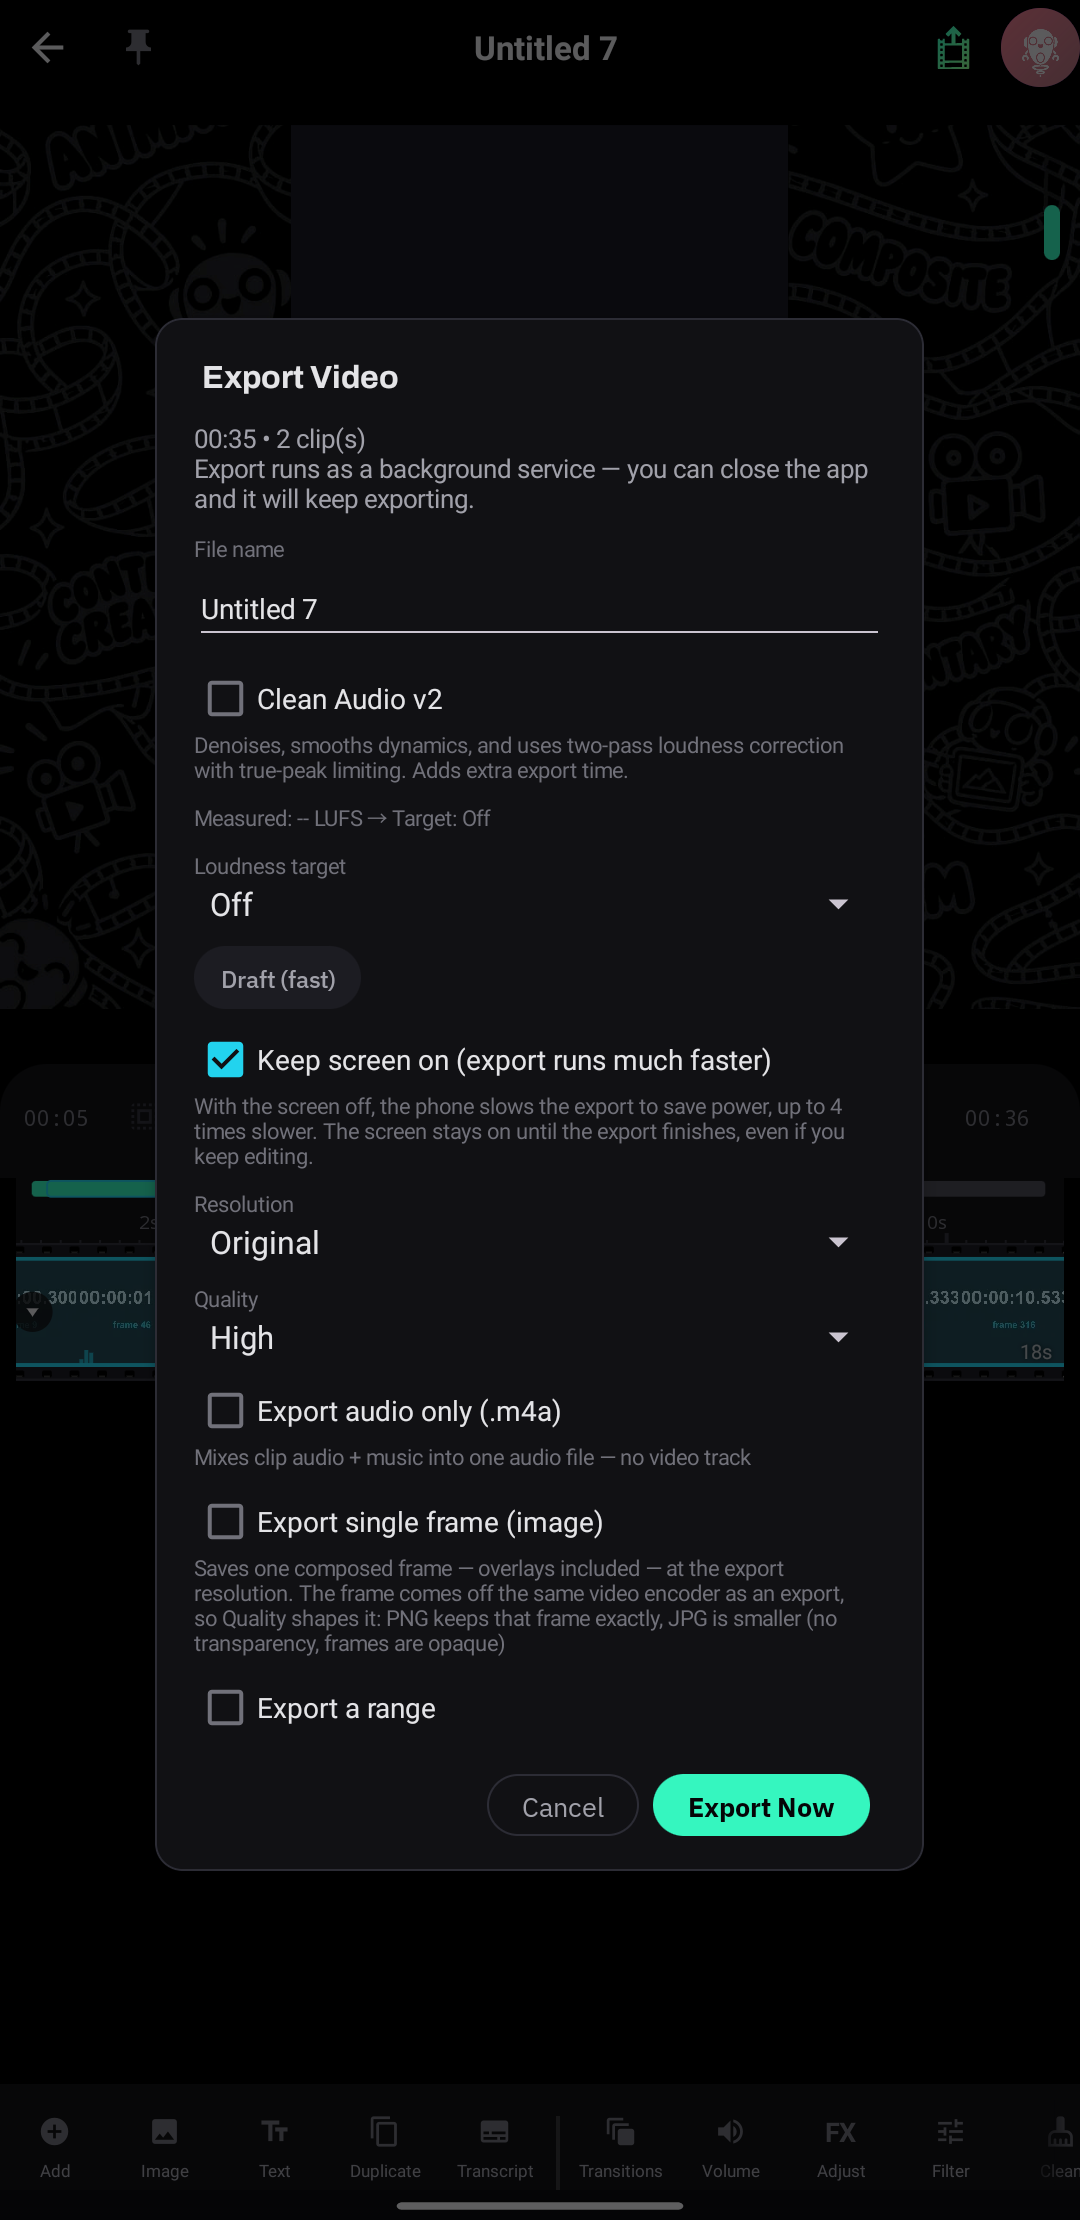 Untitled 7
COMPOSITE
Export Video
00:35 • 2 clip(s)
Export runs as a background service — you can close the app
and it will keep exporting.
File name
Untitled 7
Clean Audio v2
Denoises, smooths dynamics, and uses two-pass loudness correction
with true-peak limiting. Adds extra export time.
Measured: -- LUFS → Target: Off
Loudness target
Off
Draft (fast)
Keep screen on (export runs much faster)
00:05
00:36
With the screen off, the phone slows the export to save power, up to 4
times slower. The screen stays on until the export finishes, even if you
keep editing.
Resolution
Original
Quality
High
frame 46
frame 316
18s
Export audio only (.m4a)
Mixes clip audio + music into one audio file — no video track
Export single frame (image)
Saves one composed frame — overlays included — at the export
resolution. The frame comes off the same video encoder as an export,
so Quality shapes it: PNG keeps that frame exactly, JPG is smaller (no
transparency, frames are opaque)
Export a range
Cancel
Export Now
Add
Image
Text
Duplicate
Transcript
Transitions
Volume
FX
Adjust
Filter